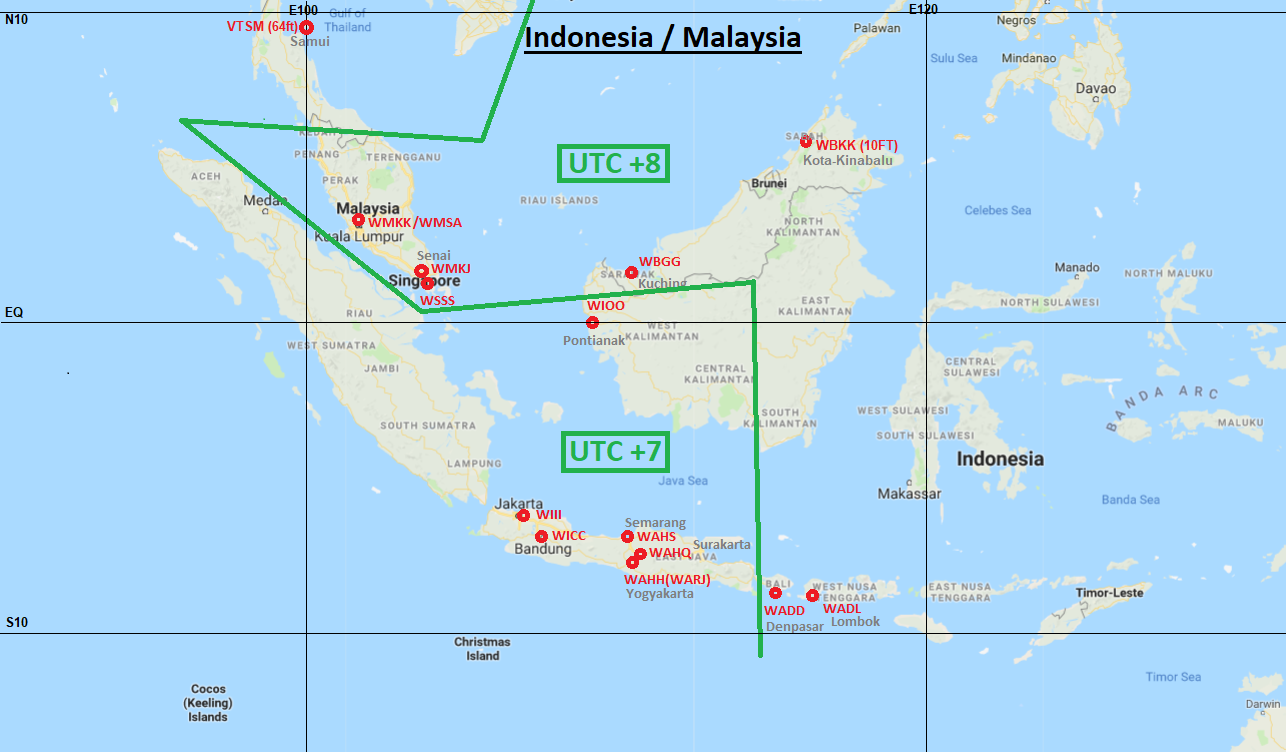 N10
E100
Gulf of
Thailand
VTSM (64ft)
Samui
Indonesia / Malaysia
E120
Negros
Palawan
Sulu Sea
Mindanao
Davao
KEDAH
PENANG
TERENGGANU
PERAK
UTC +8
SABAH
WBKK (10FT)
Kota-Kinabalu
Brunei
ACEH
Medan
Malaysia
WMKK/WMSA
Kuala Lumpur
RIAU ISLANDS
Celebes Sea
NORTH
KALIMANTAN
Senai
WMKJ
Singapore
WSSS
WBGG
SARAWAK
Kuching
WIOO
Pontianak
Manado
NORTH MALUKU
NORTH SULAWESI
EQ
RIAU
WEST SUMATRA
JAMBI
EAST
KALIMANTAN
WEST
KALIMANTAN
CENTRAL
KALIMANTAN
CENTRAL
SULAWESI
BANDA ARC
WEST SULAWESI
SOUTH
KALIMANTAN
SOUTH SULAWESI
MALUKU
SOUTH SUMATRA
UTC +7
LAMPUNG
Indonesia
Java Sea
Makassar
Banda Sea
Jakarta
WIII
WICC
Bandung
Semarang
WAHS
WAHQ
Surakarta
EAST JAVA
WAHH(WARJ)
Yogyakarta
BALI
WADD
Denpasar
WEST NUSA
TENGGARA
WADL
Lombok
EAST NUSA
TENGGARA
Timor-Leste
S10
Christmas
Island
Cocos
(Keeling)
Islands
Timor Sea
Darwin